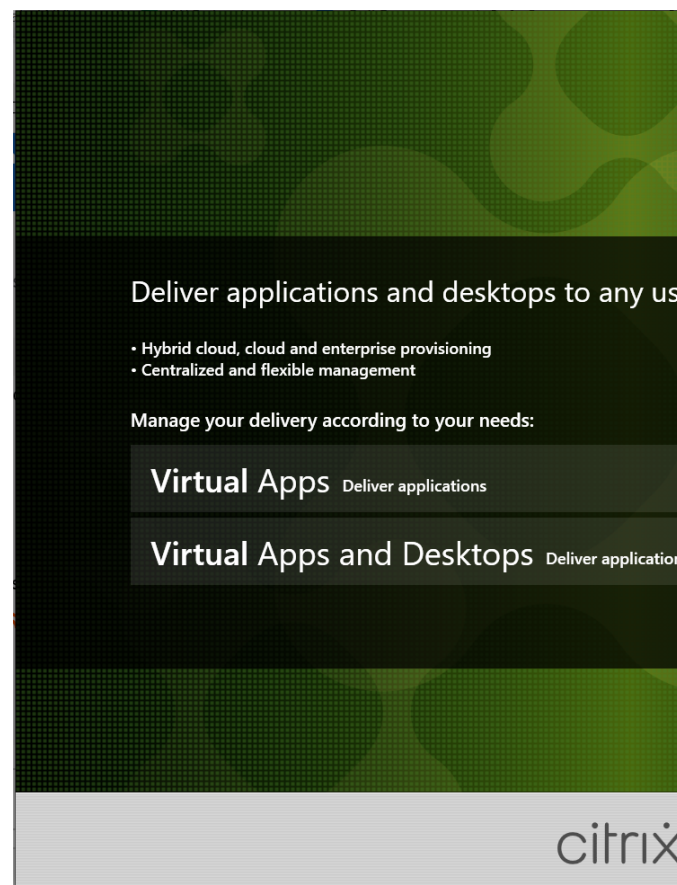 Deliver applications and desktops to any us
• Hybrid cloud, cloud and enterprise provisioning
• Centralized and flexible management
Manage your delivery according to your needs:
Virtual Apps Deliver applications
Virtual Apps and Desktops Deliver application
citrix